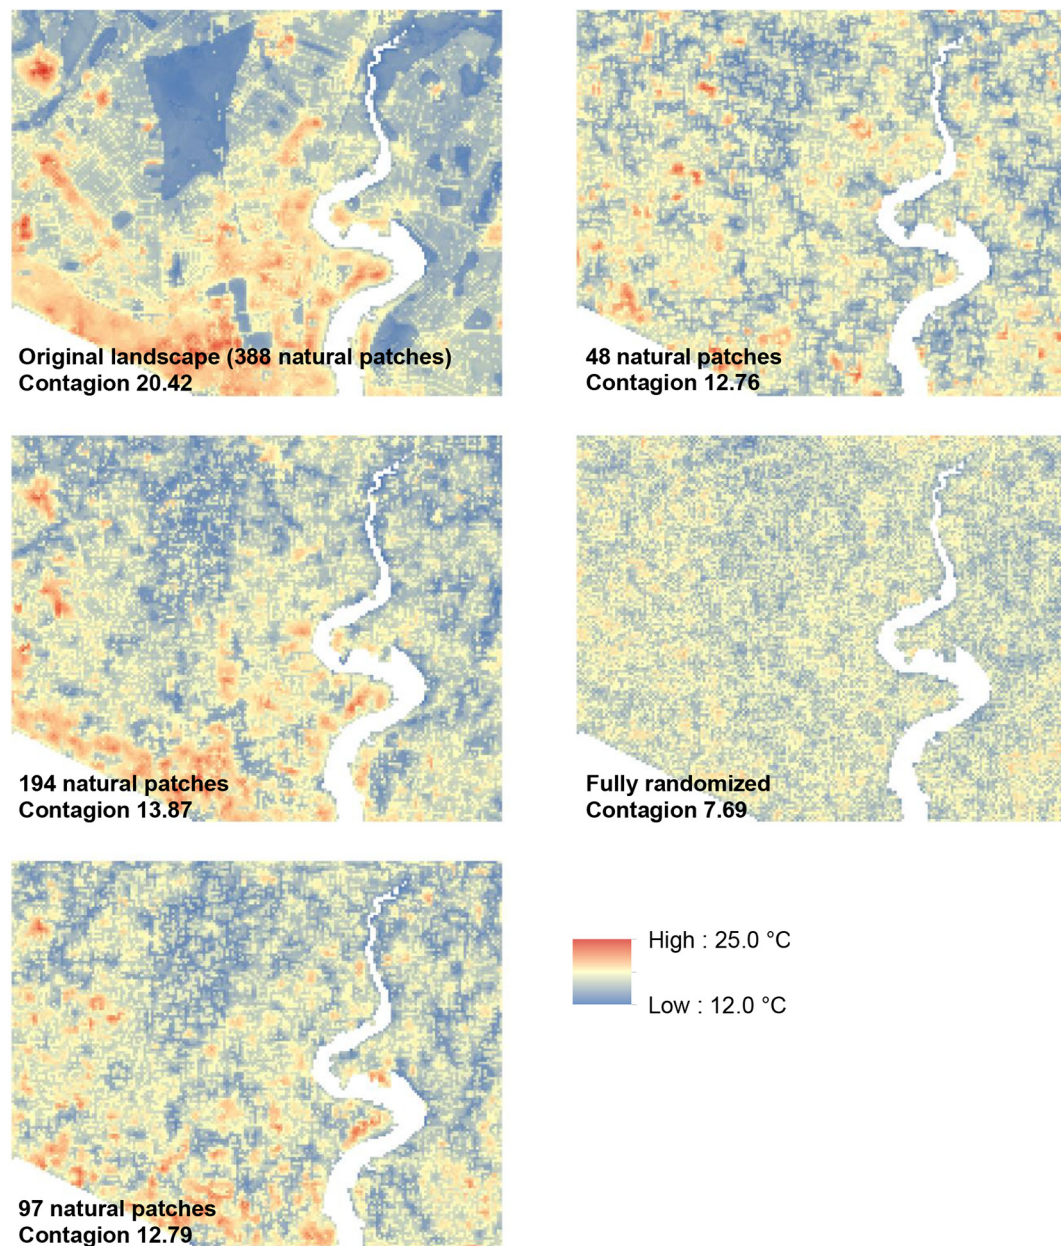 Original landscape (388 natural patches)
Contagion 20.42
48 natural patches
Contagion 12.76
194 natural patches
Contagion 13.87
Fully randomized
Contagion 7.69
97 natural patches
Contagion 12.79
High : 25.0 °C
Low : 12.0 °C